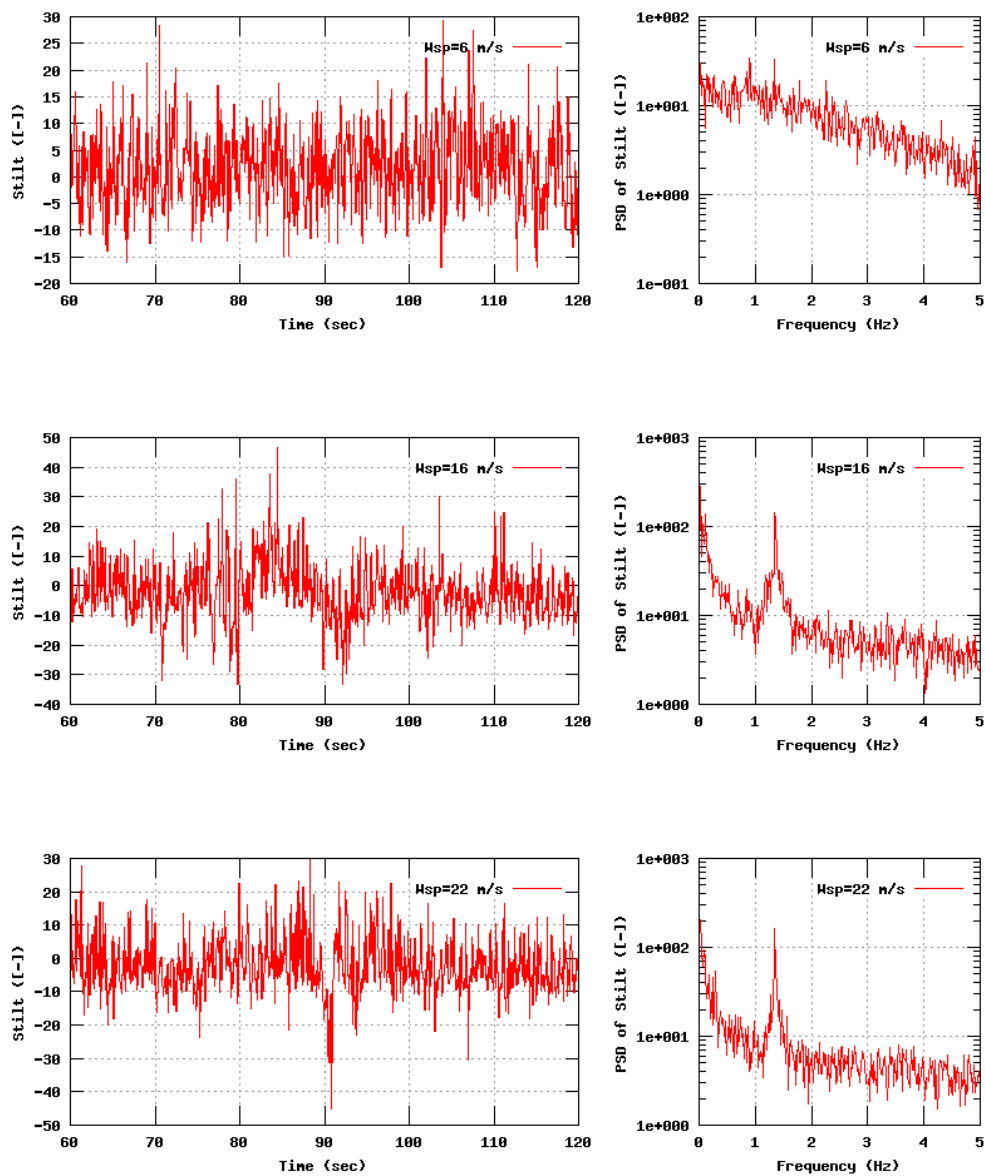 30
25
20
15
10
5
0
-5
-10
-15
-20
Stilt ([-])
Wsp=6 m/s
60 70 80 90 100 110 120
Time (sec)
1e+002
1e+001
1e+000
1e-001
PSD of Stilt ([-])
Wsp=6 m/s
0 1 2 3 4 5
Frequency (Hz)
50
40
30
20
10
0
-10
-20
-30
-40
Stilt ([-])
Wsp=16 m/s
60 70 80 90 100 110 120
Time (sec)
1e+003
1e+002
1e+001
1e+000
PSD of Stilt ([-])
Wsp=16 m/s
0 1 2 3 4 5
Frequency (Hz)
30
20
10
0
-10
-20
-30
-40
-50
Stilt ([-])
Wsp=22 m/s
60 70 80 90 100 110 120
Time (sec)
1e+003
1e+002
1e+001
1e+000
PSD of Stilt ([-])
Wsp=22 m/s
0 1 2 3 4 5
Frequency (Hz)